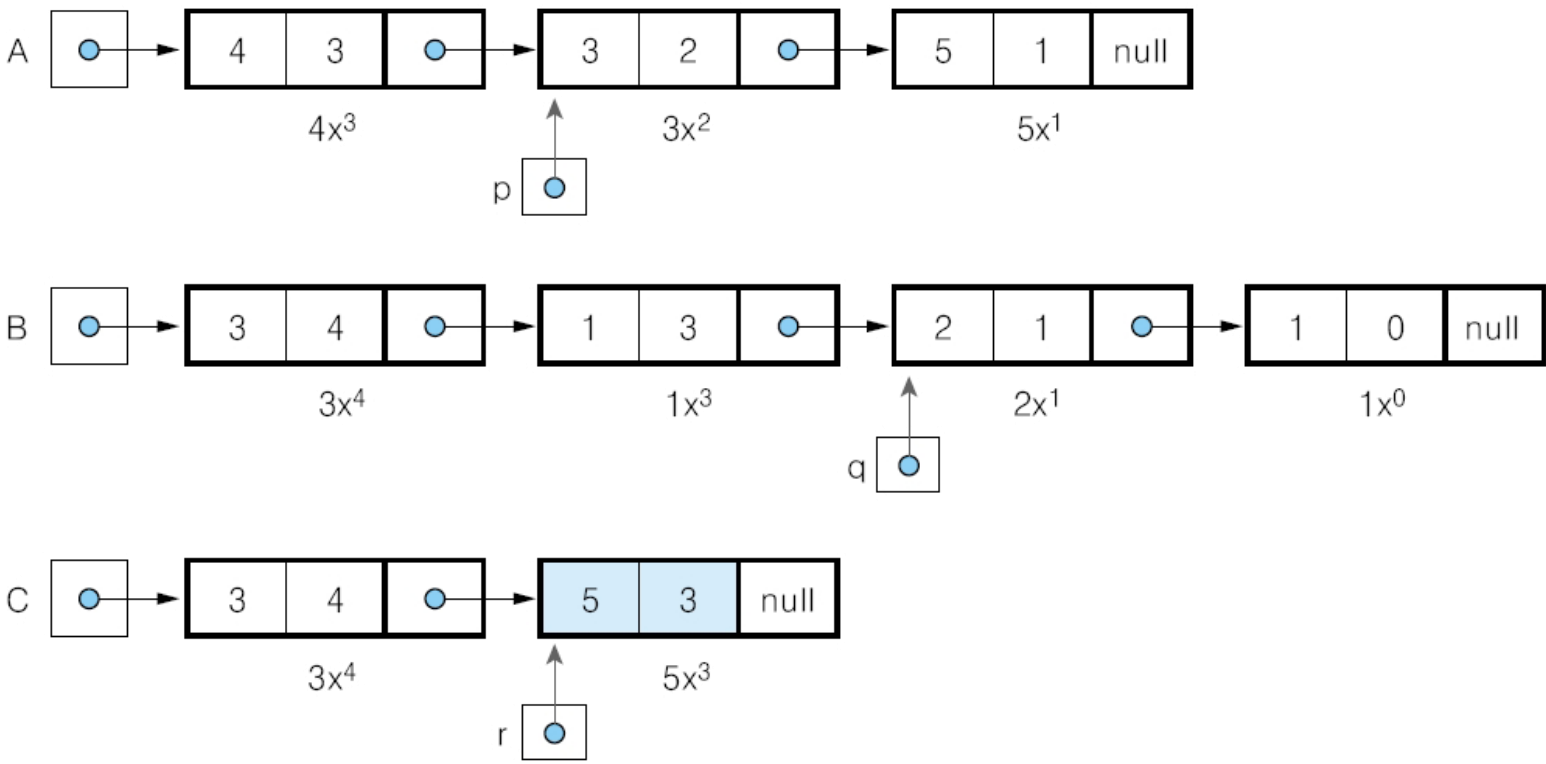 A 4 3 3 2 5 1 null
4x³ 3x² 5x¹
p
B 3 4 1 3 2 1 1 0 null
3x⁴ 1x³ 2x¹ 1x⁰
q
C 3 4 5 3 null
3x⁴ 5x³
r